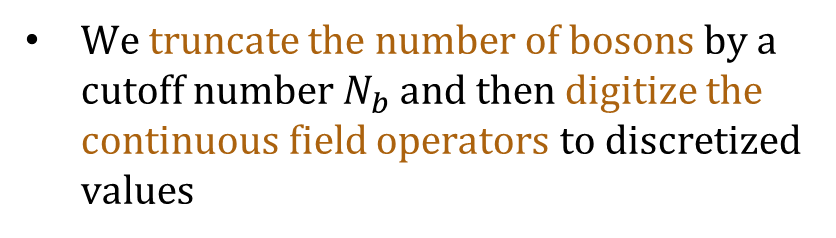 • We truncate the number of bosons by a
cutoff number N_b and then digitize the
continuous field operators to discretized
values